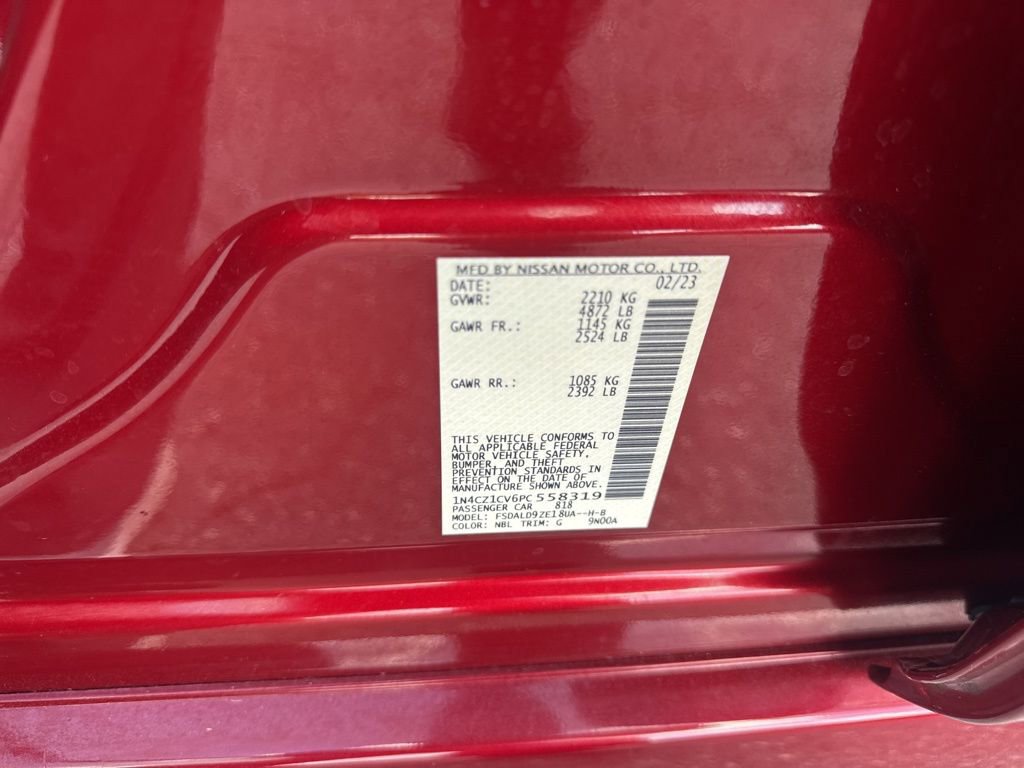 MFD BY NISSAN MOTOR CO., LTD.
DATE: 02/23
GVWR: 2210 KG
4872 LB
GAWR FR.: 1145 KG
2524 LB
GAWR RR.: 1085 KG
2392 LB
THIS VEHICLE CONFORMS TO
ALL APPLICABLE FEDERAL
MOTOR VEHICLE SAFETY,
BUMPER, AND THEFT
PREVENTION STANDARDS IN
EFFECT ON THE DATE OF
MANUFACTURE SHOWN ABOVE.
1N4CZ1CV6PC558319
PASSENGER CAR 818
MODEL: FSDALD9ZE18UA--H-B
COLOR: NBL TRIM: G 9N00A